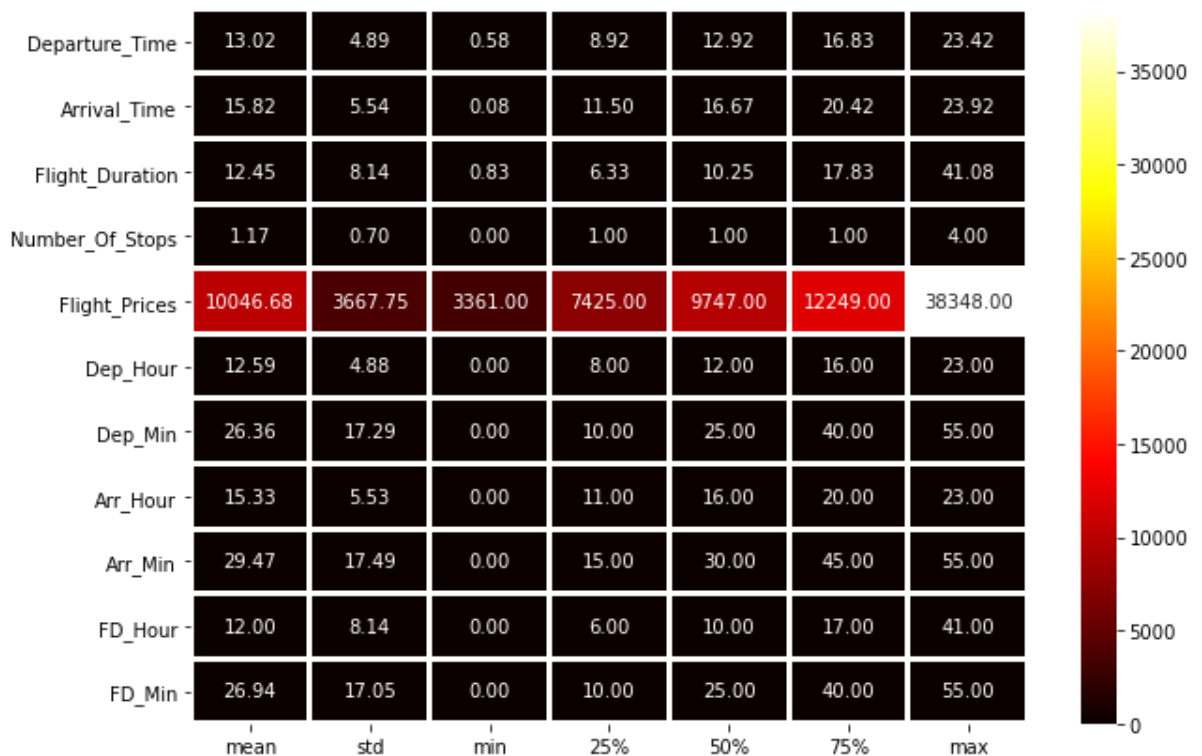 Departure_Time 13.02 4.89 0.58 8.92 12.92 16.83 23.42
Arrival_Time 15.82 5.54 0.08 11.50 16.67 20.42 23.92
Flight_Duration 12.45 8.14 0.83 6.33 10.25 17.83 41.08
Number_Of_Stops 1.17 0.70 0.00 1.00 1.00 1.00 4.00
Flight_Prices 10046.68 3667.75 3361.00 7425.00 9747.00 12249.00 38348.00
Dep_Hour 12.59 4.88 0.00 8.00 12.00 16.00 23.00
Dep_Min 26.36 17.29 0.00 10.00 25.00 40.00 55.00
Arr_Hour 15.33 5.53 0.00 11.00 16.00 20.00 23.00
Arr_Min 29.47 17.49 0.00 15.00 30.00 45.00 55.00
FD_Hour 12.00 8.14 0.00 6.00 10.00 17.00 41.00
FD_Min 26.94 17.05 0.00 10.00 25.00 40.00 55.00
mean std min 25% 50% 75% max
35000
30000
25000
20000
15000
10000
5000
0